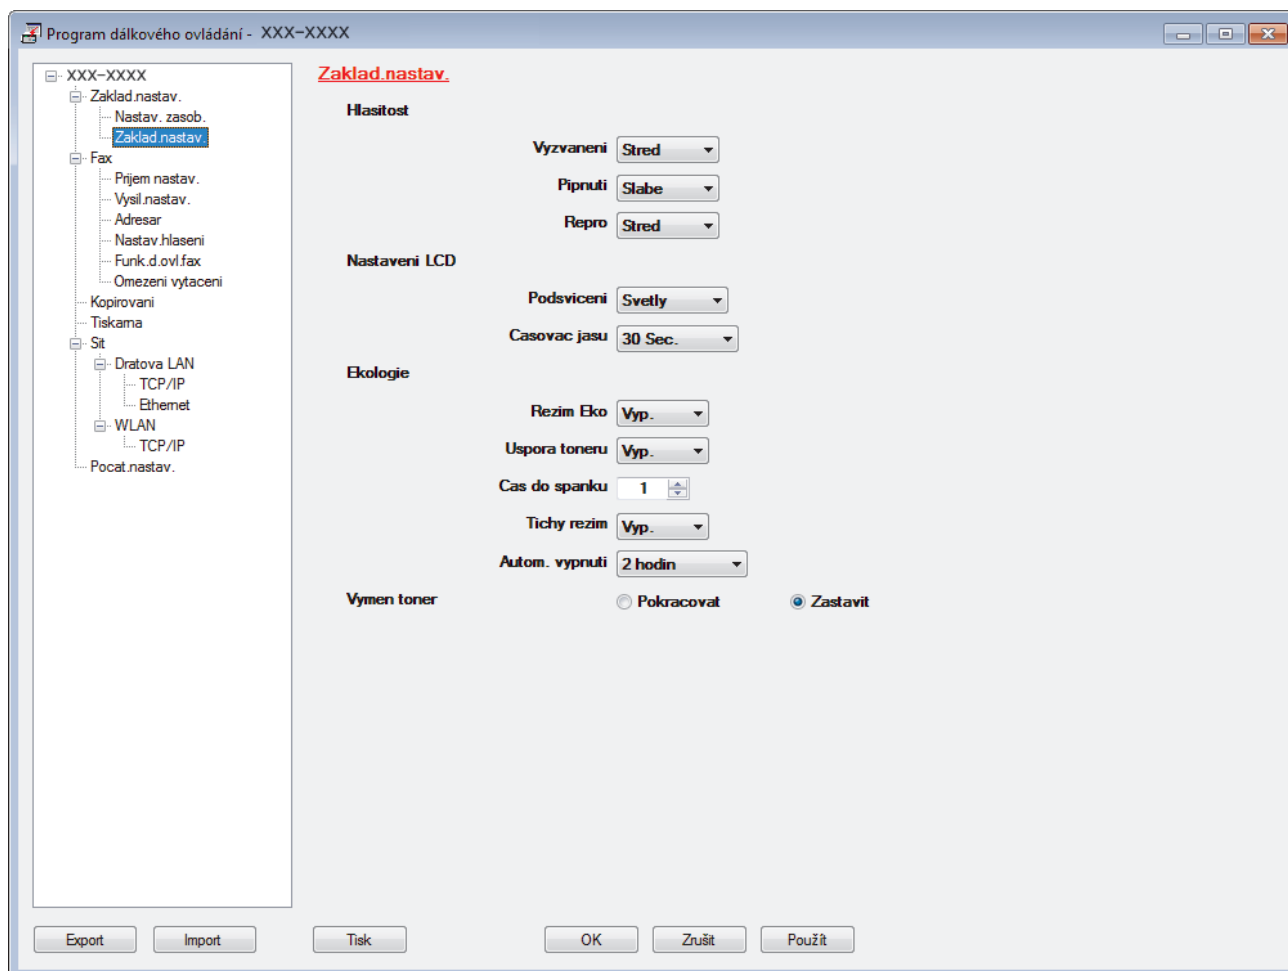 Program dálkového ovládání - XXX-XXXX
XXX-XXXX
Zaklad.nastav.
Nastav. zasob.
Zaklad.nastav.
Fax
Prijem nastav.
Vysil.nastav.
Adresar
Nastav.hlaseni
Funk.d.ovl.fax
Omezeni vytaceni
Kopirovani
Tiskarna
Sit
Dratova LAN
TCP/IP
Ethernet
WLAN
TCP/IP
Pocat.nastav.
Zaklad.nastav.
Hlasitost
Vyzvaneni Stred
Pipnuti Slabe
Repro Stred
Nastaveni LCD
Podsviceni Svetly
Casovac jasu 30 Sec.
Ekologie
Rezim Eko Vyp.
Uspora toneru Vyp.
Cas do spanku 1
Tichy rezim Vyp.
Autom. vypnuti 2 hodin
Vymen toner Pokracovat Zastavit
Export Import Tisk OK Zrušit Použít